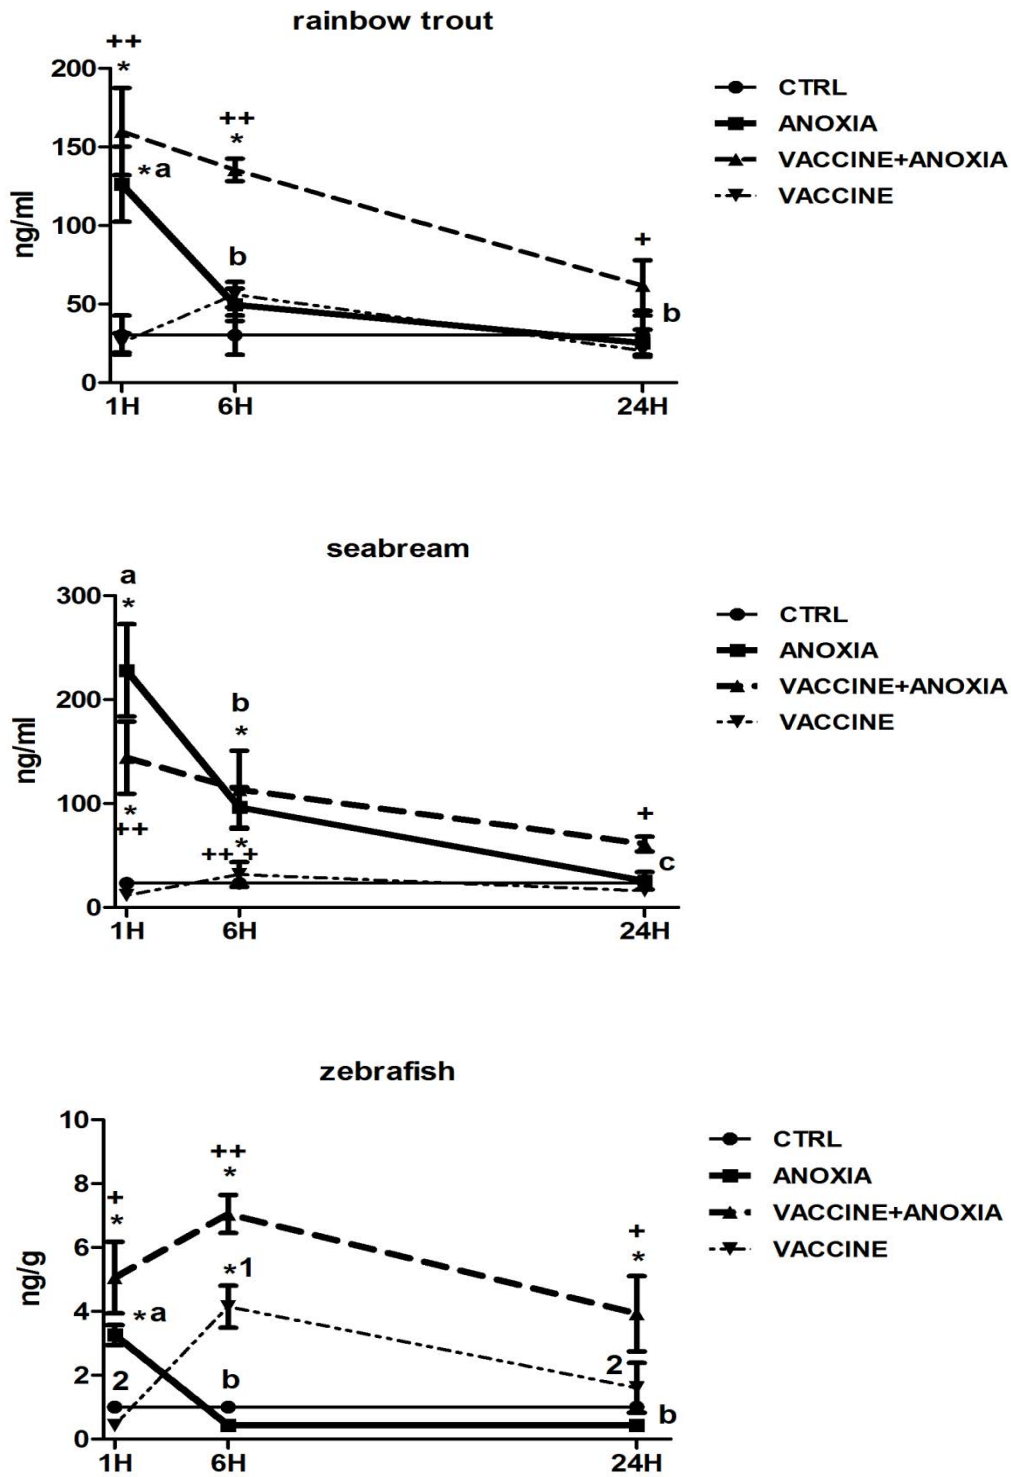 rainbow trout
++
*
200
CTRL
++
*
ANOXIA
150
VACCINE+ANOXIA
*a
VACCINE
ng/ml
100
+
b
50
b
0
1H 6H 24H
seabream
a
*
300
CTRL
ANOXIA
b
*
200
VACCINE+ANOXIA
VACCINE
ng/ml
100
*
++
+
*
++ +
c
0
1H 6H 24H
zebrafish
10
CTRL
++
*
ANOXIA
8
+
*
VACCINE+ANOXIA
+
*
6
VACCINE
ng/g
*1
4
*a
2
2
2
b
b
0
1H 6H 24H